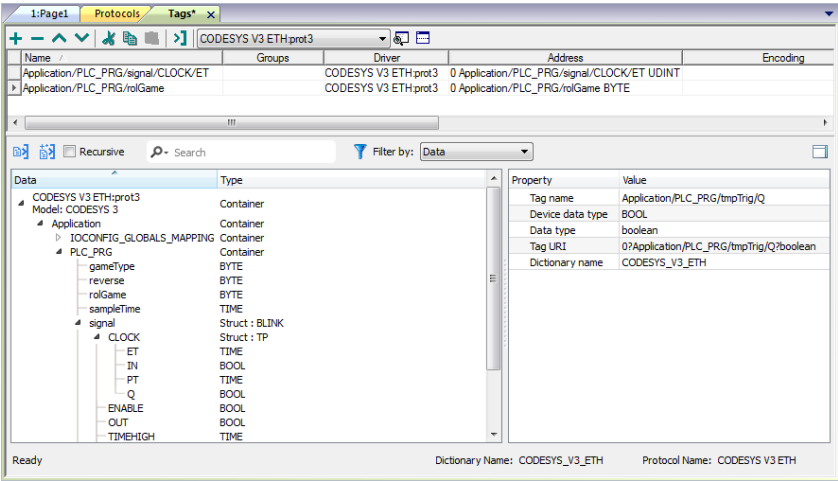 1:Page1 Protocols Tags* x
CODESYS V3 ETH:prot3
Name Groups Driver Address Encoding
Application/PLC_PRG/signal/CLOCK/ET CODESYS V3 ETH:prot3 0 Application/PLC_PRG/signal/CLOCK/ET UDINT
Application/PLC_PRG/rolGame CODESYS V3 ETH:prot3 0 Application/PLC_PRG/rolGame BYTE
Recursive Search Filter by: Data
Data Type Property Value
CODESYS V3 ETH:prot3
Model: CODESYS 3 Container
Application Container
IOCONFIG_GLOBALS_MAPPING Container
PLC_PRG Container
gameType BYTE
reverse BYTE
rolGame BYTE
sampleTime TIME
signal Struct : BLINK
CLOCK Struct : TP
ET TIME
IN BOOL
PT TIME
Q BOOL
ENABLE BOOL
OUT BOOL
TIMEHIGH TIME
Tag name Application/PLC_PRG/tmpTrig/Q
Device data type BOOL
Data type boolean
Tag URI 0?Application/PLC_PRG/tmpTrig/Q?boolean
Dictionary name CODESYS_V3_ETH
Ready Dictionary Name: CODESYS_V3_ETH Protocol Name: CODESYS V3 ETH